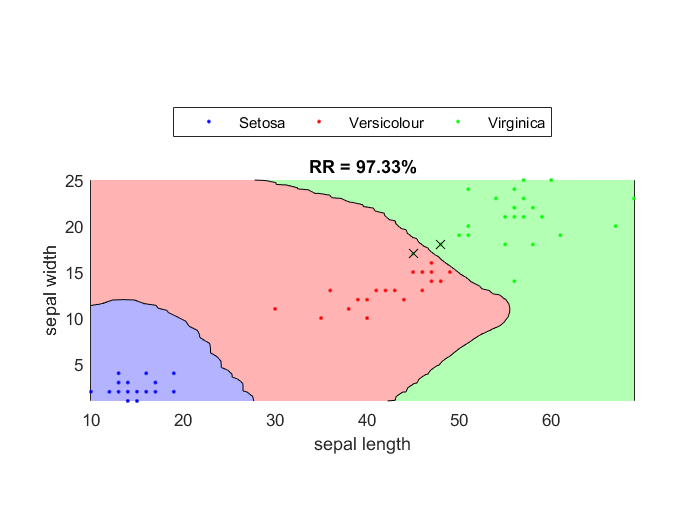 Setosa Versicolour Virginica
RR = 97.33%
25
20
15
10
5
sepal width
10 20 30 40 50 60
sepal length